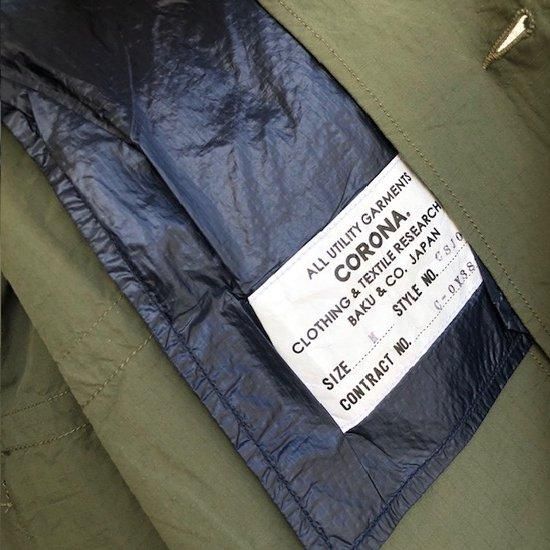 ALL UTILITY GARMENTS
CORONA.
CLOTHING & TEXTILE RESEARCH
BAKU & CO. JAPAN
SIZE M STYLE NO.
CONTRACT NO.